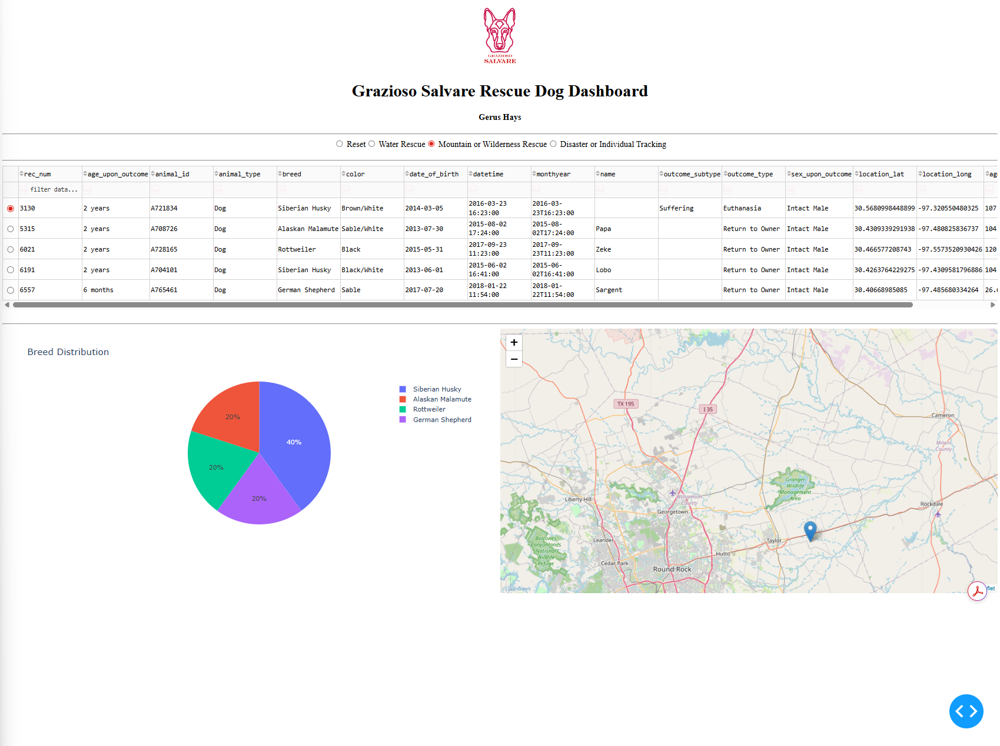 GRAZIOSO
SALVARE
Grazioso Salvare Rescue Dog Dashboard
Gerus Hays
Reset Water Rescue Mountain or Wilderness Rescue Disaster or Individual Tracking
rec_num age_upon_outcome animal_id animal_type breed color date_of_birth datetime monthyear name outcome_subtype outcome_type sex_upon_outcome location_lat location_long ag
filter data...
3130 2 years A721834 Dog Siberian Husky Brown/White 2014-03-05 2016-03-23 16:23:00 2016-03-23T16:23:00 Suffering Euthanasia Intact Male 30.5680998448899 -97.320550480325 107
5315 2 years A708726 Dog Alaskan Malamute Sable/White 2013-07-30 2015-08-02 17:24:00 2015-08-02T17:24:00 Papa Return to Owner Intact Male 30.4309339291938 -97.480825836737 104
6021 2 years A728165 Dog Rottweiler Black 2015-05-31 2017-09-23 11:23:00 2017-09-23T11:23:00 Zeke Return to Owner Intact Male 30.466577208743 -97.5573520930426 120
6191 2 years A704101 Dog Siberian Husky Black/White 2013-06-01 2015-06-02 16:41:00 2015-06-02T16:41:00 Lobo Return to Owner Intact Male 30.4263764229275 -97.4309581796886 104
6557 6 months A765461 Dog German Shepherd Sable 2017-07-20 2018-01-22 11:54:00 2018-01-22T11:54:00 Sargent Return to Owner Intact Male 30.40668985085 -97.485680334264 26.
Breed Distribution
40%
20%
20%
20%
Siberian Husky
Alaskan Malamute
Rottweiler
German Shepherd
+
−
TX 195
I 35
Cameron
Milam
County
Granger
Wildlife
Management
Area
Liberty Hill
Williamson
County
Georgetown
Rockdale
Balcones
Canyonlands
National
Wildlife
Refuge
Leander
Taylor
Hutto
Cedar Park
Round Rock
Lake Travis
flet